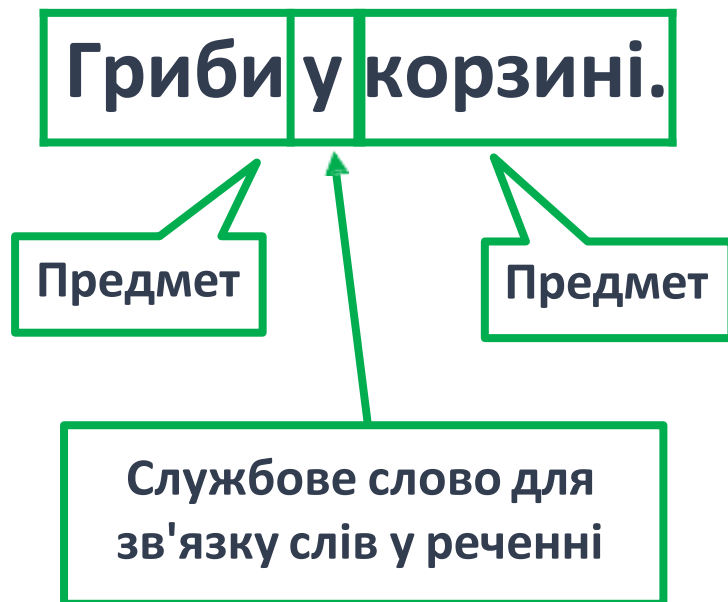 Гриби у корзині.
Предмет
Предмет
Службове слово для
зв'язку слів у реченні